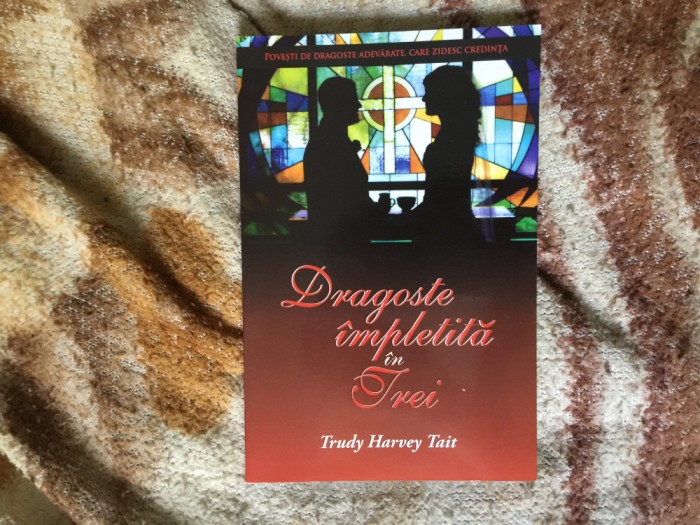 Povești de dragoste adevărate, care zidesc credința
Dragoste
împletită
în
Trei
Trudy Harvey Tait